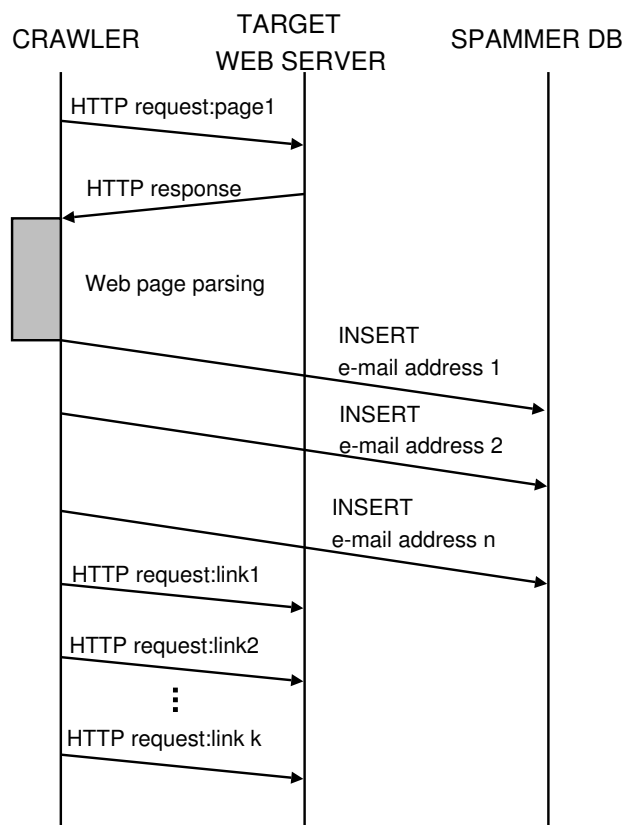 CRAWLER
TARGET
WEB SERVER
SPAMMER DB
HTTP request:page1
HTTP response
Web page parsing
INSERT
e-mail address 1
INSERT
e-mail address 2
INSERT
e-mail address n
HTTP request:link1
HTTP request:link2
HTTP request:link k